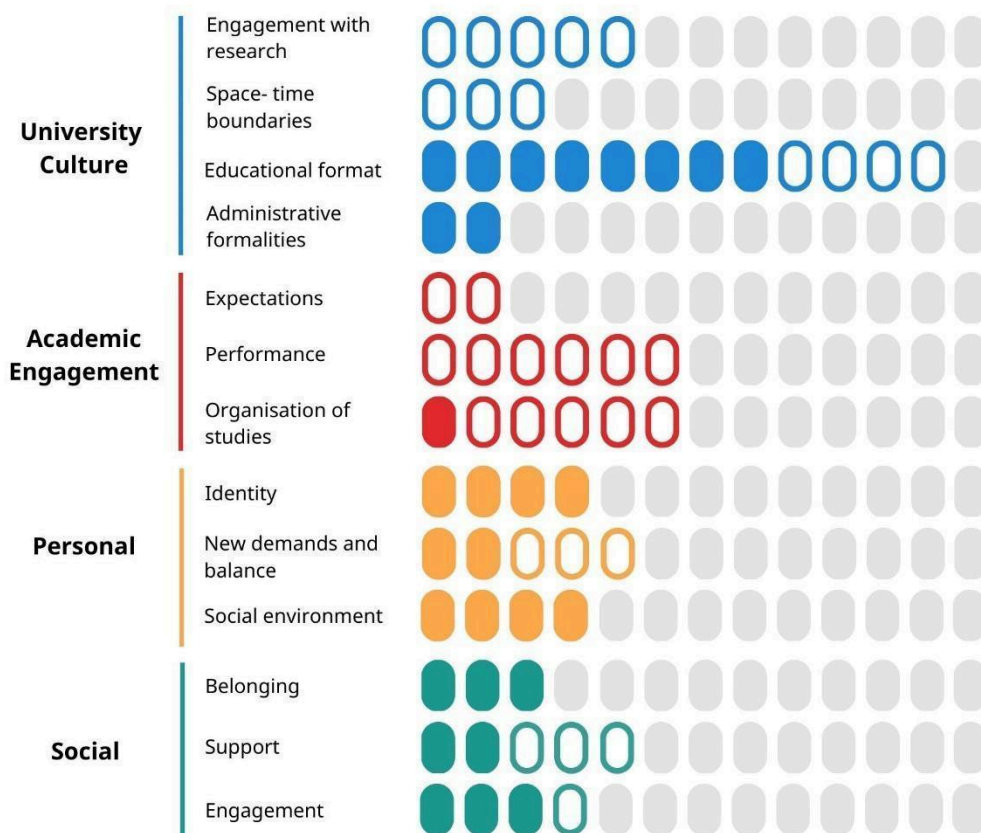 University
Culture
Engagement with
research
Space- time
boundaries
Educational format
Administrative
formalities
Academic
Engagement
Expectations
Performance
Organisation of
studies
Personal
Identity
New demands and
balance
Social environment
Social
Belonging
Support
Engagement